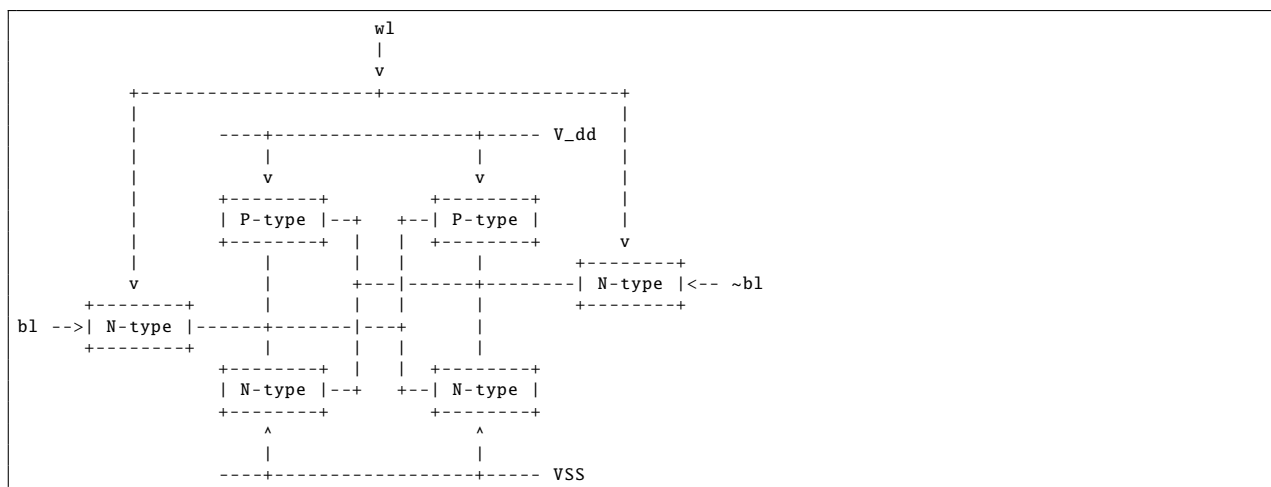 wl
V_dd
P-type P-type
N-type <-- ~bl
bl --> N-type
N-type N-type
VSS